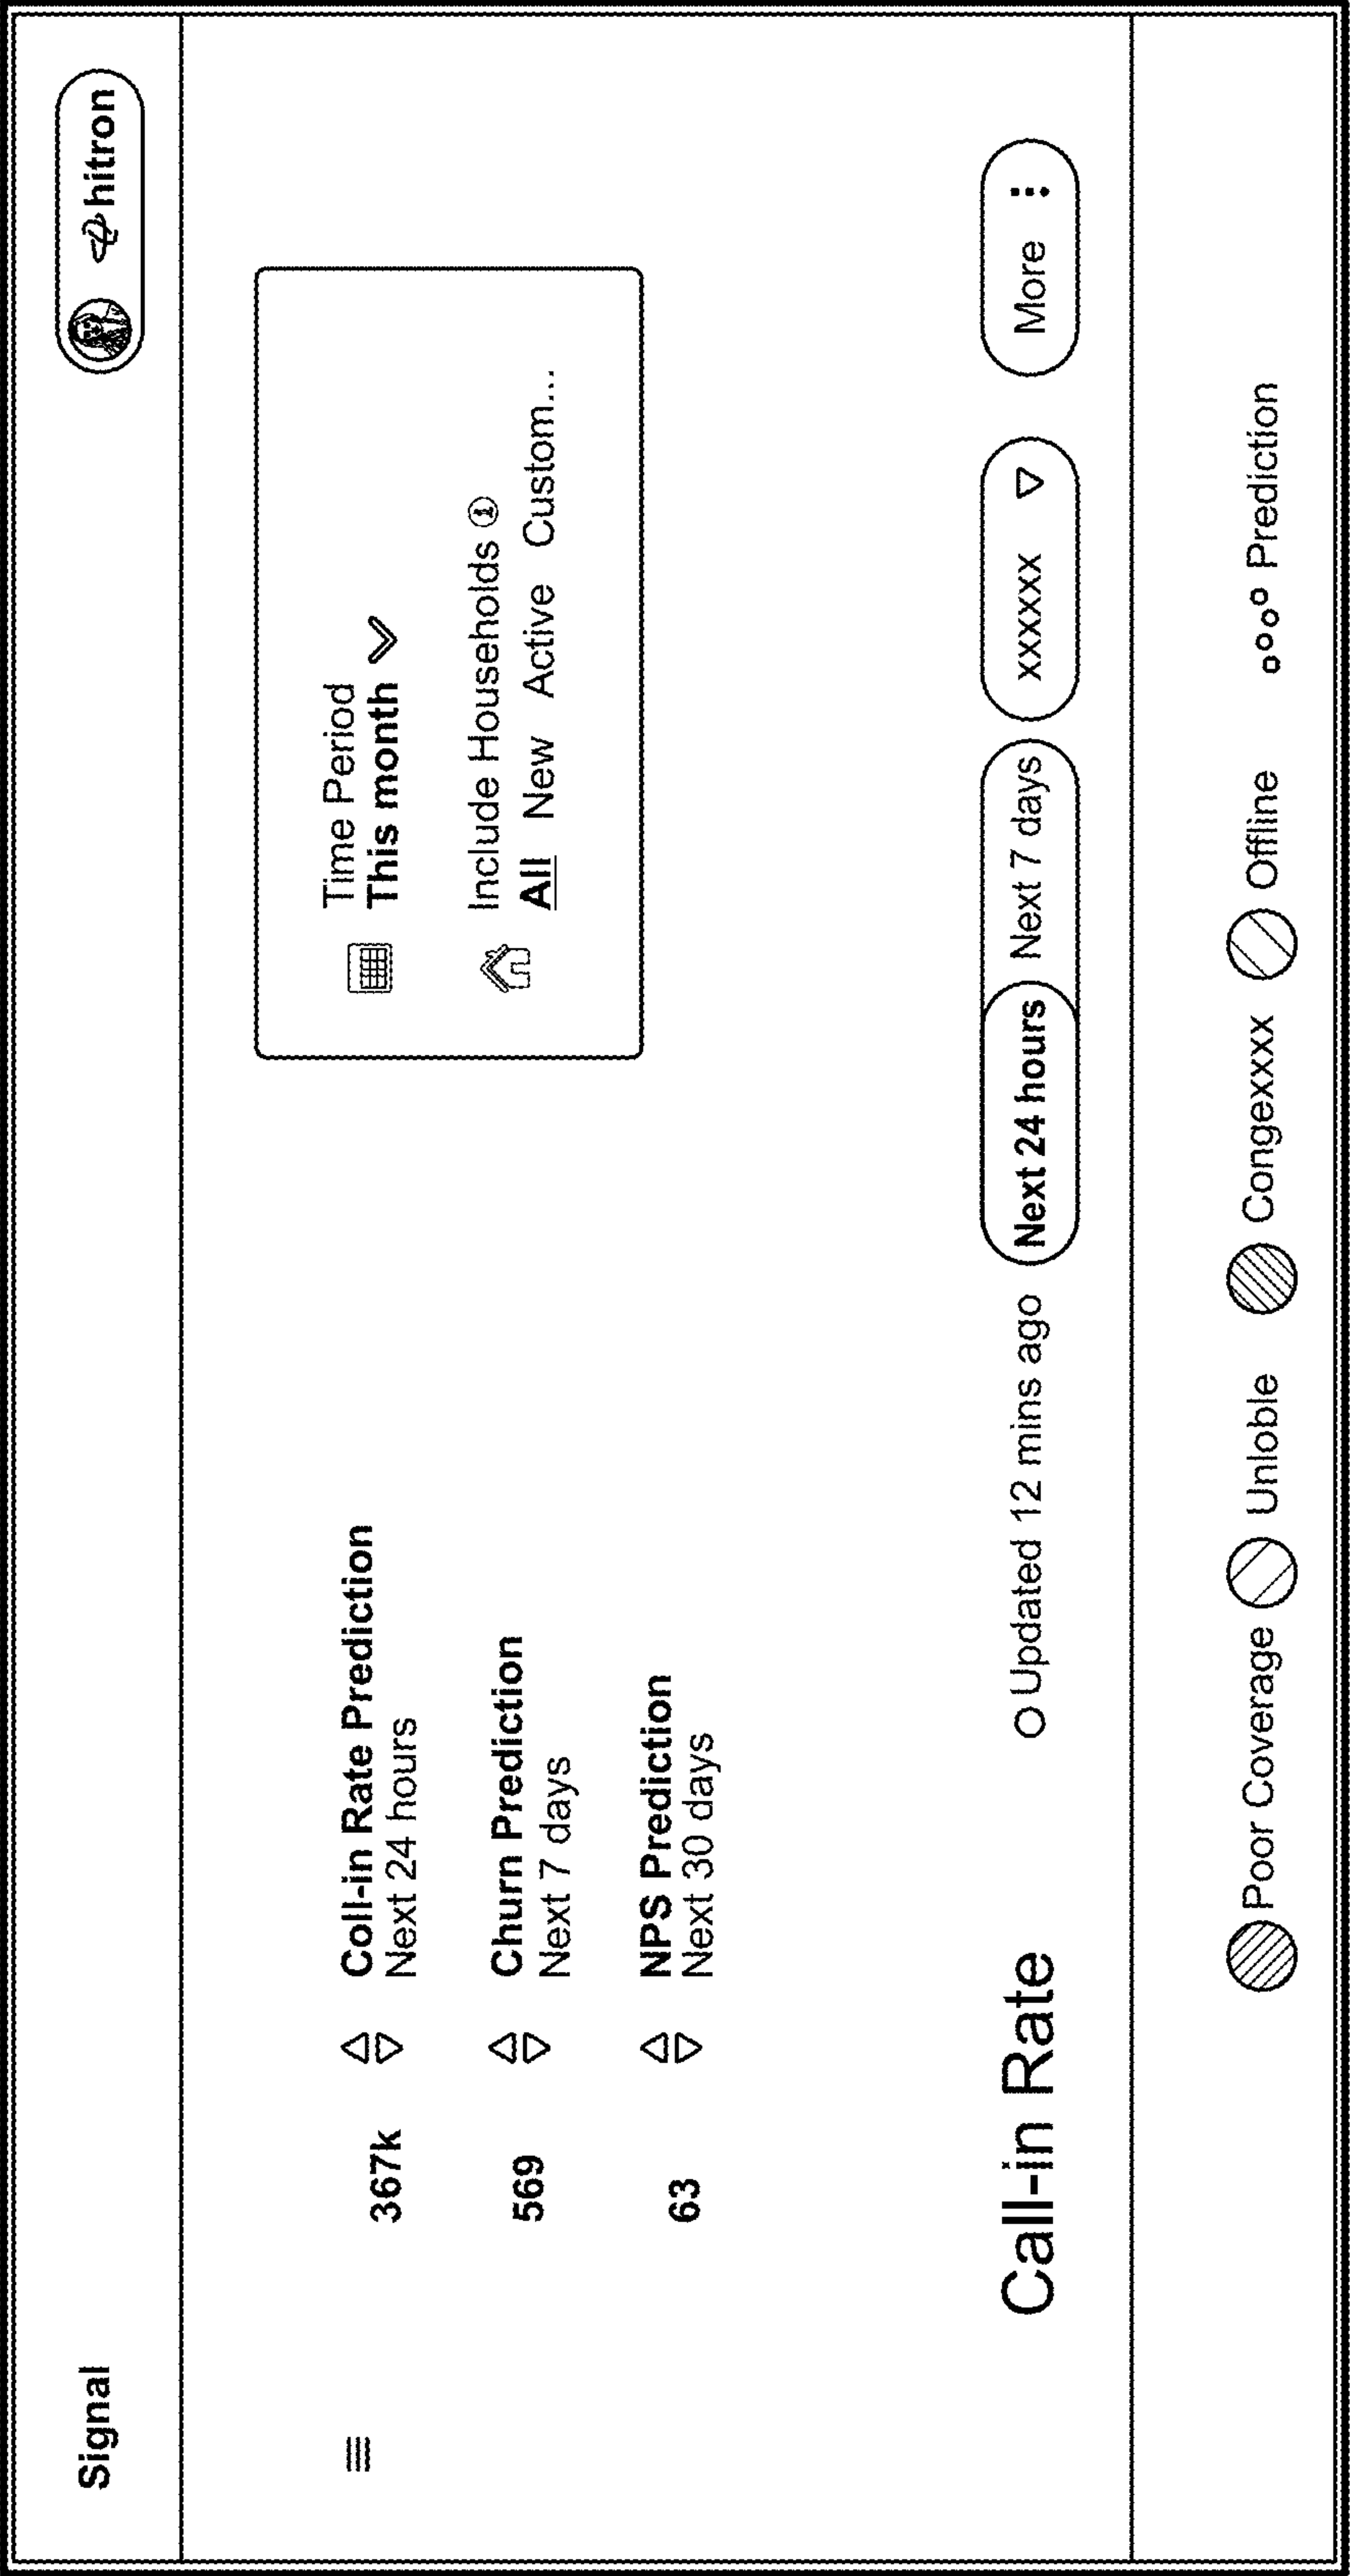 Signal
hitron
367k
Coll-in Rate Prediction
Next 24 hours
569
Churn Prediction
Next 7 days
63
NPS Prediction
Next 30 days
Time Period
This month
Include Households
All New Active Custom...
Call-in Rate
Updated 12 mins ago
Next 24 hours
Next 7 days
xxxxxx
More
Poor Coverage
Unloble
Congexxxx
Offline
Prediction